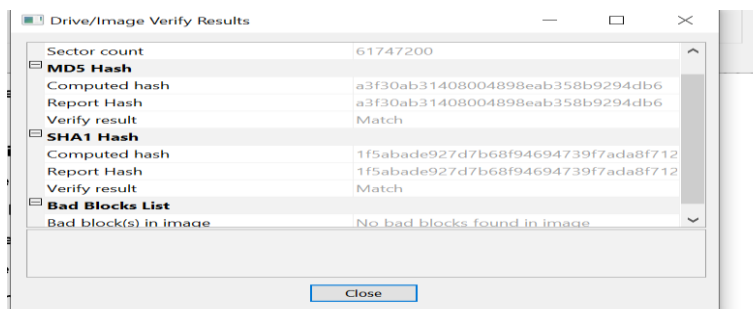 Drive/Image Verify Results
Sector count 61747200
MD5 Hash
Computed hash a3f30ab31408004898eab358b9294db6
Report Hash a3f30ab31408004898eab358b9294db6
Verify result Match
SHA1 Hash
Computed hash 1f5abade927d7b68f94694739f7ada8f712
Report Hash 1f5abade927d7b68f94694739f7ada8f712
Verify result Match
Bad Blocks List
Bad block(s) in image No bad blocks found in image
Close